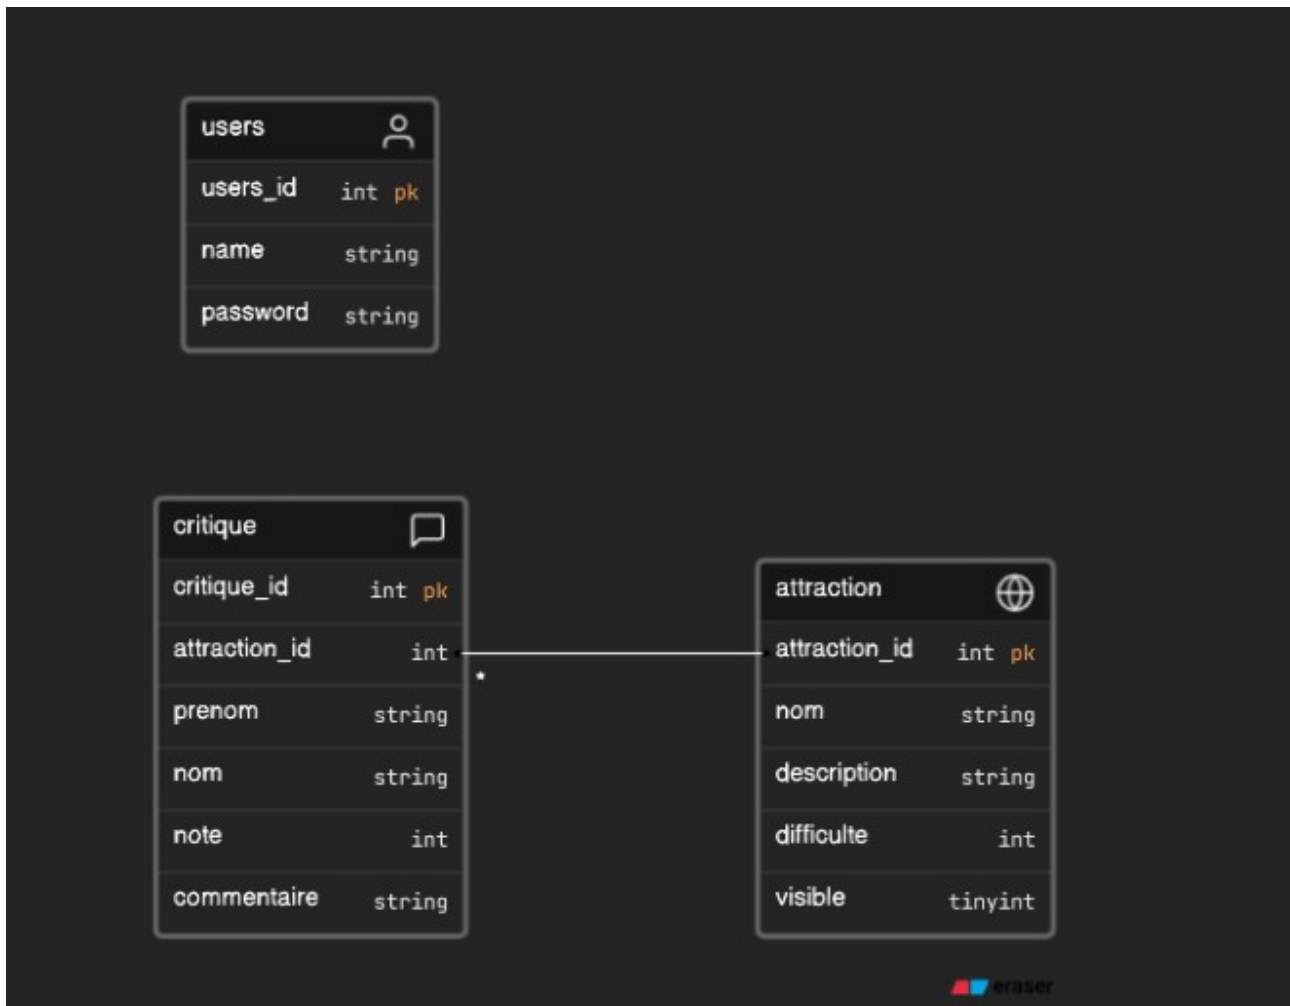 users
users_id int pk
name string
password string
critique
critique_id int pk
attraction_id int
*
prenom string
nom string
note int
commentaire string
attraction
attraction_id int pk
nom string
description string
difficulte int
visible tinyint
eraser